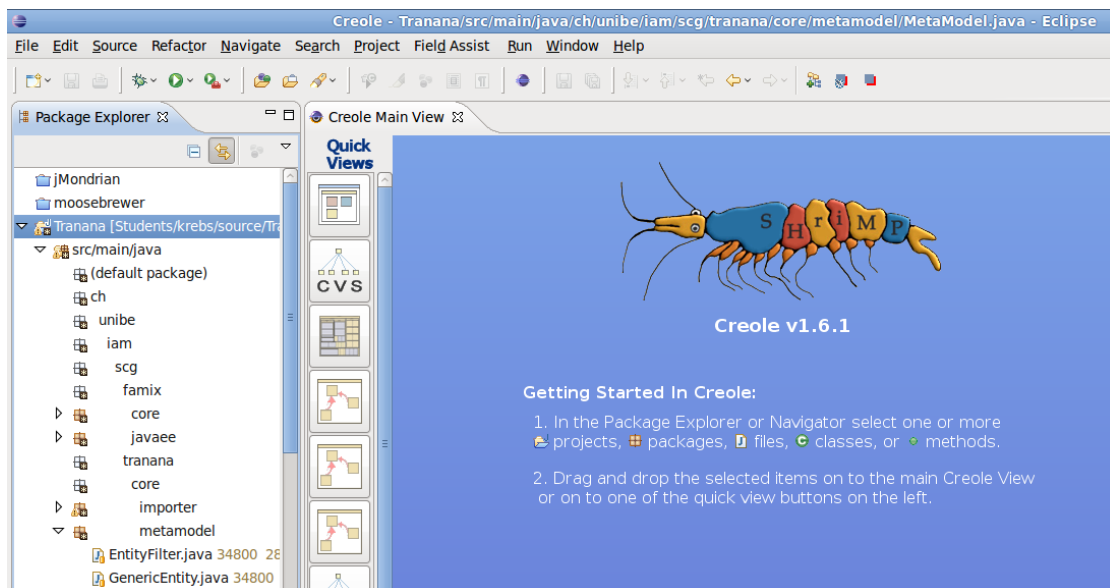 Creole - Tranana/src/main/java/ch/unibe/iam/scg/tranana/core/metamodel/MetaModel.java - Eclipse
File Edit Source Refactor Navigate Search Project Field Assist Run Window Help
Package Explorer
Creole Main View
Quick
Views
jMondrian
moosebrewer
Tranana [Students/krebs/source/Tra
src/main/java
(default package)
ch
unibe
iam
scg
famix
core
javaee
tranana
core
importer
metamodel
EntityFilter.java 34800 28
GenericEntity.java 34800
CVS
SHriMP
Creole v1.6.1
Getting Started In Creole:
1. In the Package Explorer or Navigator select one or more
projects, packages, files, classes, or methods.
2. Drag and drop the selected items on to the main Creole View
or on to one of the quick view buttons on the left.